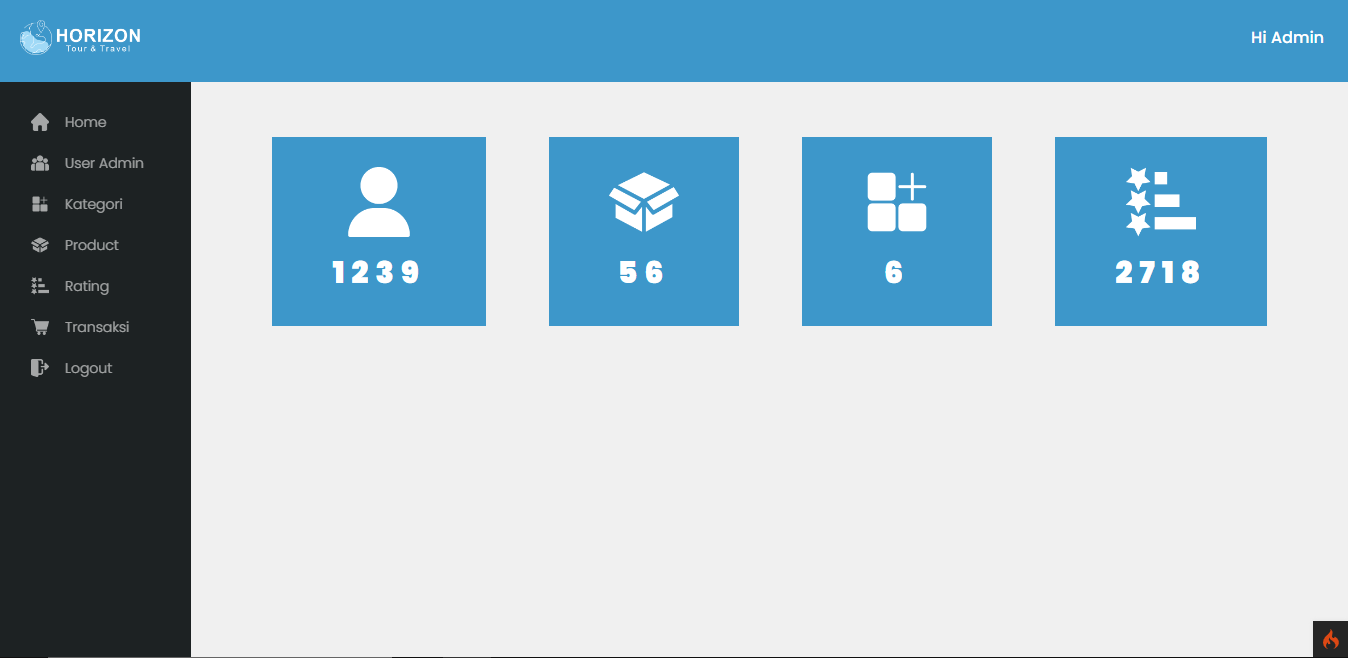 HORIZON
Tour & Travel
Hi Admin
Home
User Admin
Kategori
Product
Rating
Transaksi
Logout
1239
56
6
2718